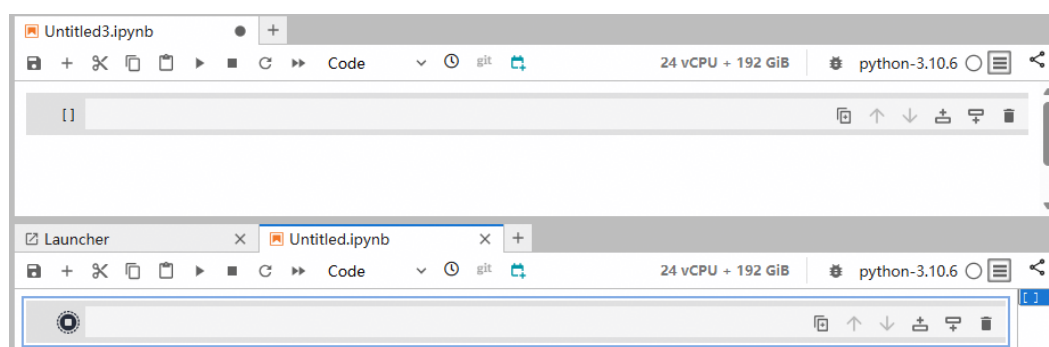 Untitled3.ipynb
Code git 24 vCPU + 192 GiB python-3.10.6
[ ]
Launcher Untitled.ipynb
Code git 24 vCPU + 192 GiB python-3.10.6
[ ]